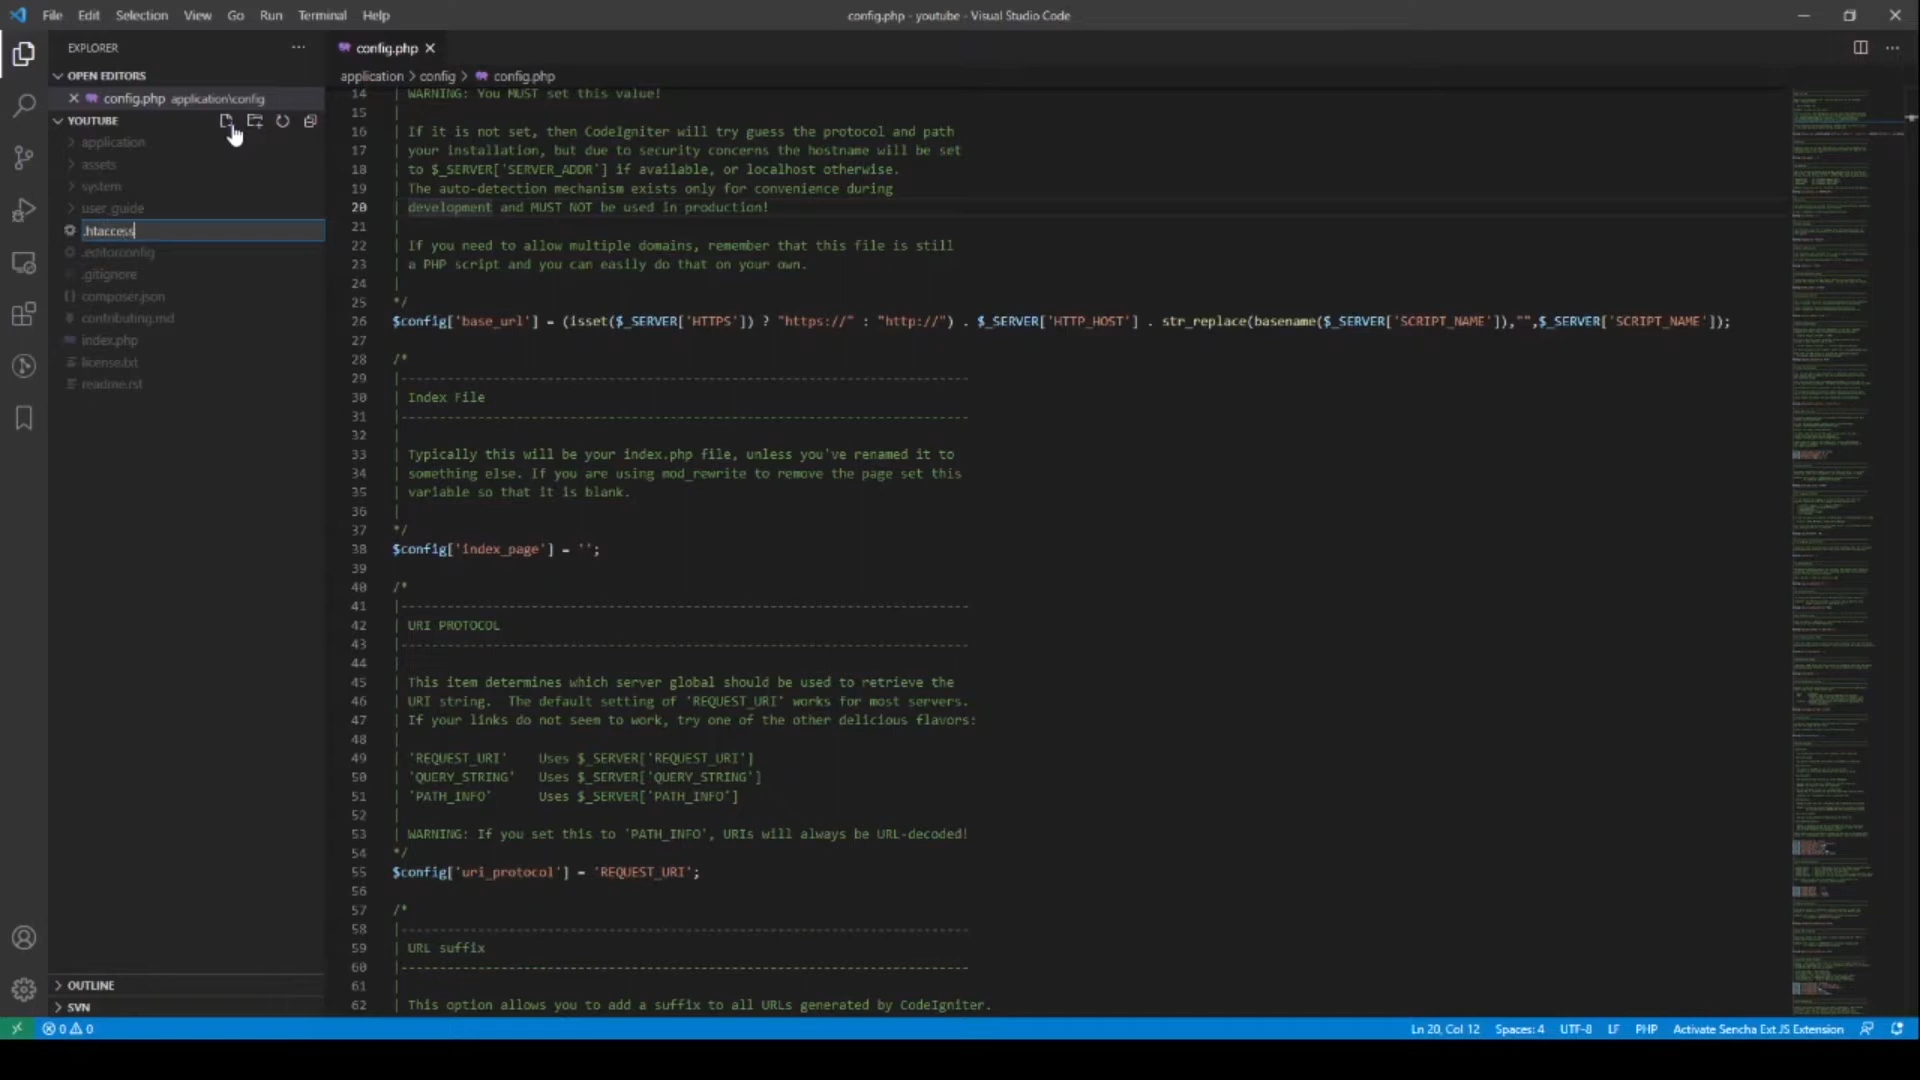 File Edit Selection View Go Run Terminal Help
config.php - youtube - Visual Studio Code
EXPLORER
OPEN EDITORS
config.php application\config
YOUTUBE
application
assets
system
user_guide
.htaccess
.editorconfig
.gitignore
composer.json
contributing.md
index.php
license.txt
readme.rst
OUTLINE
SVN
config.php
application > config > config.php
14 | WARNING: You MUST set this value!
15 |
16 | If it is not set, then CodeIgniter will try guess the protocol and path
17 | your installation, but due to security concerns the hostname will be set
18 | to $_SERVER['SERVER_ADDR'] if available, or localhost otherwise.
19 | The auto-detection mechanism exists only for convenience during
20 | development and MUST NOT be used in production!
21 |
22 | If you need to allow multiple domains, remember that this file is still
23 | a PHP script and you can easily do that on your own.
24 |
25 */
26 $config['base_url'] = (isset($_SERVER['HTTPS']) ? "https://" : "http://") . $_SERVER['HTTP_HOST'] . str_replace(basename($_SERVER['SCRIPT_NAME']),"",$_SERVER['SCRIPT_NAME']);
27
28 /*
29 |--------------------------------------------------------------------------
30 | Index File
31 |--------------------------------------------------------------------------
32 |
33 | Typically this will be your index.php file, unless you've renamed it to
34 | something else. If you are using mod_rewrite to remove the page set this
35 | variable so that it is blank.
36 |
37 */
38 $config['index_page'] = '';
39
40 /*
41 |--------------------------------------------------------------------------
42 | URI PROTOCOL
43 |--------------------------------------------------------------------------
44 |
45 | This item determines which server global should be used to retrieve the
46 | URI string.  The default setting of 'REQUEST_URI' works for most servers.
47 | If your links do not seem to work, try one of the other delicious flavors:
48 |
49 | 'REQUEST_URI'    Uses $_SERVER['REQUEST_URI']
50 | 'QUERY_STRING'   Uses $_SERVER['QUERY_STRING']
51 | 'PATH_INFO'      Uses $_SERVER['PATH_INFO']
52 |
53 | WARNING: If you set this to 'PATH_INFO', URIs will always be URL-decoded!
54 */
55 $config['uri_protocol'] = 'REQUEST_URI';
56
57 /*
58 |--------------------------------------------------------------------------
59 | URL suffix
60 |--------------------------------------------------------------------------
61 |
62 | This option allows you to add a suffix to all URLs generated by CodeIgniter.
0 0 Ln 20, Col 12 Spaces: 4 UTF-8 LF PHP Activate Sencha Ext JS Extension